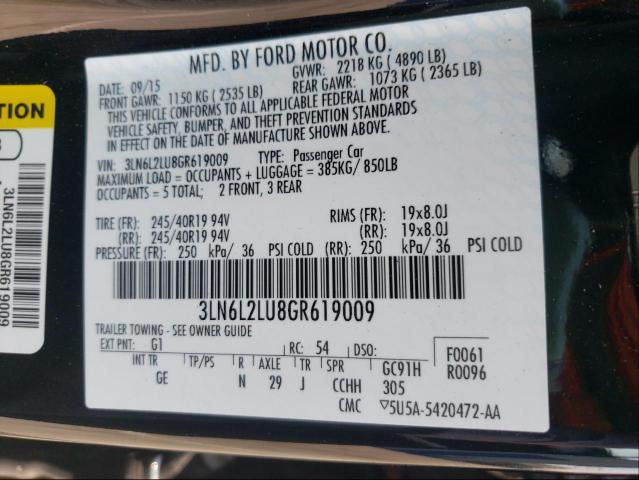 MFD. BY FORD MOTOR CO.
DATE: 09/15 GVWR: 2218 KG ( 4890 LB)
FRONT GAWR: 1150 KG ( 2535 LB) REAR GAWR: 1073 KG ( 2365 LB)
THIS VEHICLE CONFORMS TO ALL APPLICABLE FEDERAL MOTOR
VEHICLE SAFETY, BUMPER, AND THEFT PREVENTION STANDARDS
IN EFFECT ON THE DATE OF MANUFACTURE SHOWN ABOVE.
VIN: 3LN6L2LU8GR619009 TYPE: Passenger Car
MAXIMUM LOAD = OCCUPANTS + LUGGAGE = 385KG/ 850LB
OCCUPANTS = 5 TOTAL; 2 FRONT, 3 REAR
TIRE (FR): 245/40R19 94V RIMS (FR): 19x8.0J
(RR): 245/40R19 94V (RR): 19x8.0J
PRESSURE (FR): 250 kPa/ 36 PSI COLD (RR): 250 kPa/ 36 PSI COLD
3LN6L2LU8GR619009
TRAILER TOWING - SEE OWNER GUIDE
EXT PNT: G1 RC: 54 DSO: F0061
INT TR TP/PS R AXLE TR SPR GC91H R0096
GE N 29 J CCHH 305
CMC ▽5U5A-5420472-AA
3LN6L2LU8GR619009